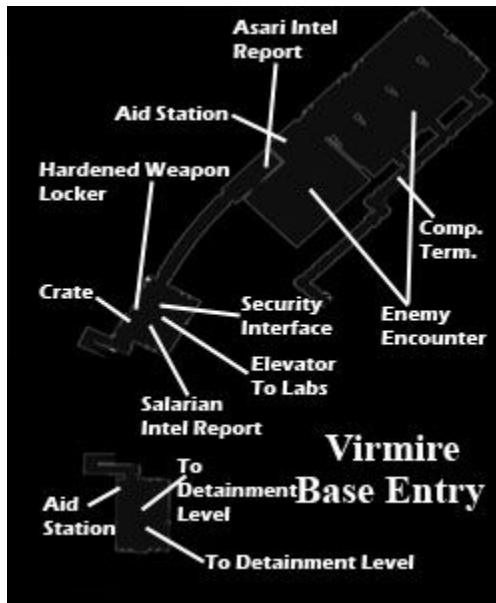 Asari Intel
Report
Aid Station
Hardened Weapon
Locker
Comp.
Term.
Crate
Security
Interface
Enemy
Encounter
Elevator
To Labs
Salarian
Intel Report
Virmire
Base Entry
To
Detainment
Level
Aid
Station
To Detainment Level